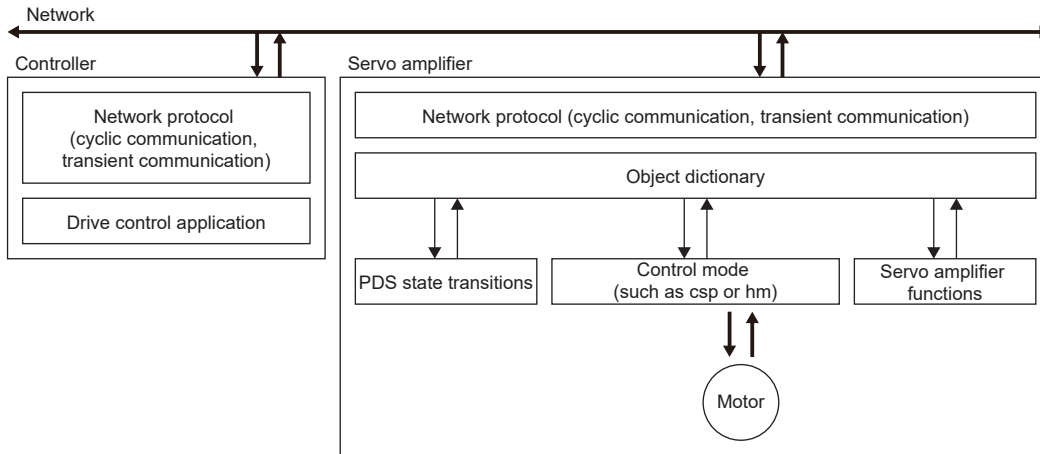 Network
Controller
Network protocol
(cyclic communication,
transient communication)
Drive control application
Servo amplifier
Network protocol (cyclic communication, transient communication)
Object dictionary
PDS state transitions
Control mode
(such as csp or hm)
Servo amplifier
functions
Motor